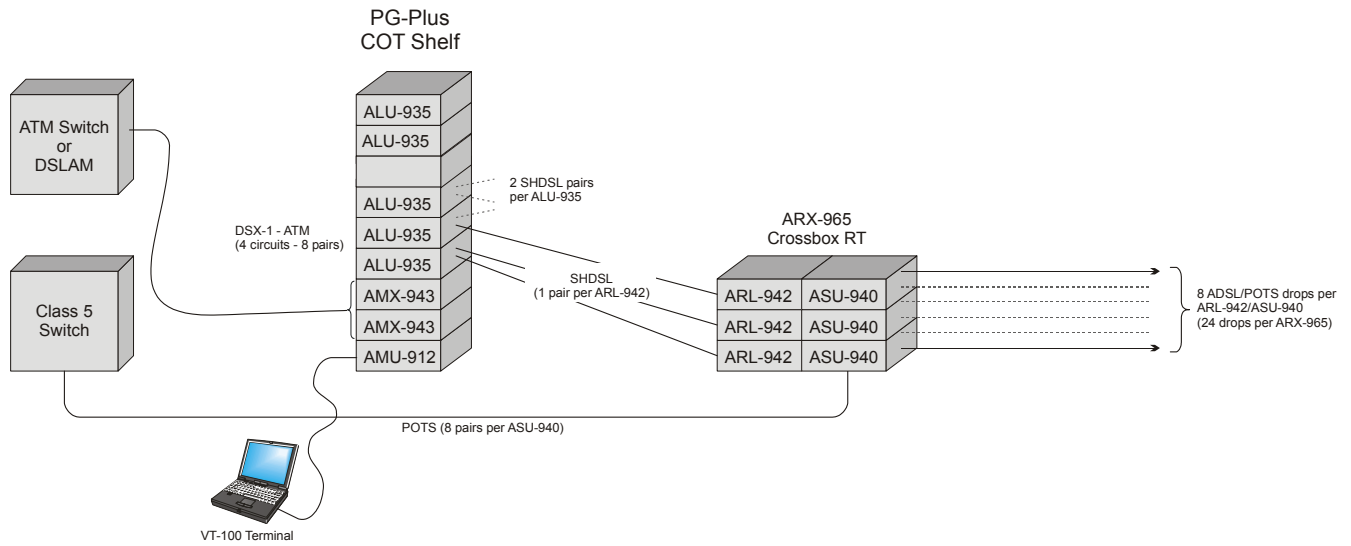 PG-Plus
COT Shelf
ATM Switch
or
DSLAM
Class 5
Switch
DSX-1 - ATM
(4 circuits - 8 pairs)
ALU-935
ALU-935
ALU-935
ALU-935
ALU-935
AMX-943
AMX-943
AMU-912
2 SHDSL pairs
per ALU-935
SHDSL
(1 pair per ARL-942)
ARX-965
Crossbox RT
ARL-942 ASU-940
ARL-942 ASU-940
ARL-942 ASU-940
8 ADSL/POTS drops per
ARL-942/ASU-940
(24 drops per ARX-965)
POTS (8 pairs per ASU-940)
VT-100 Terminal